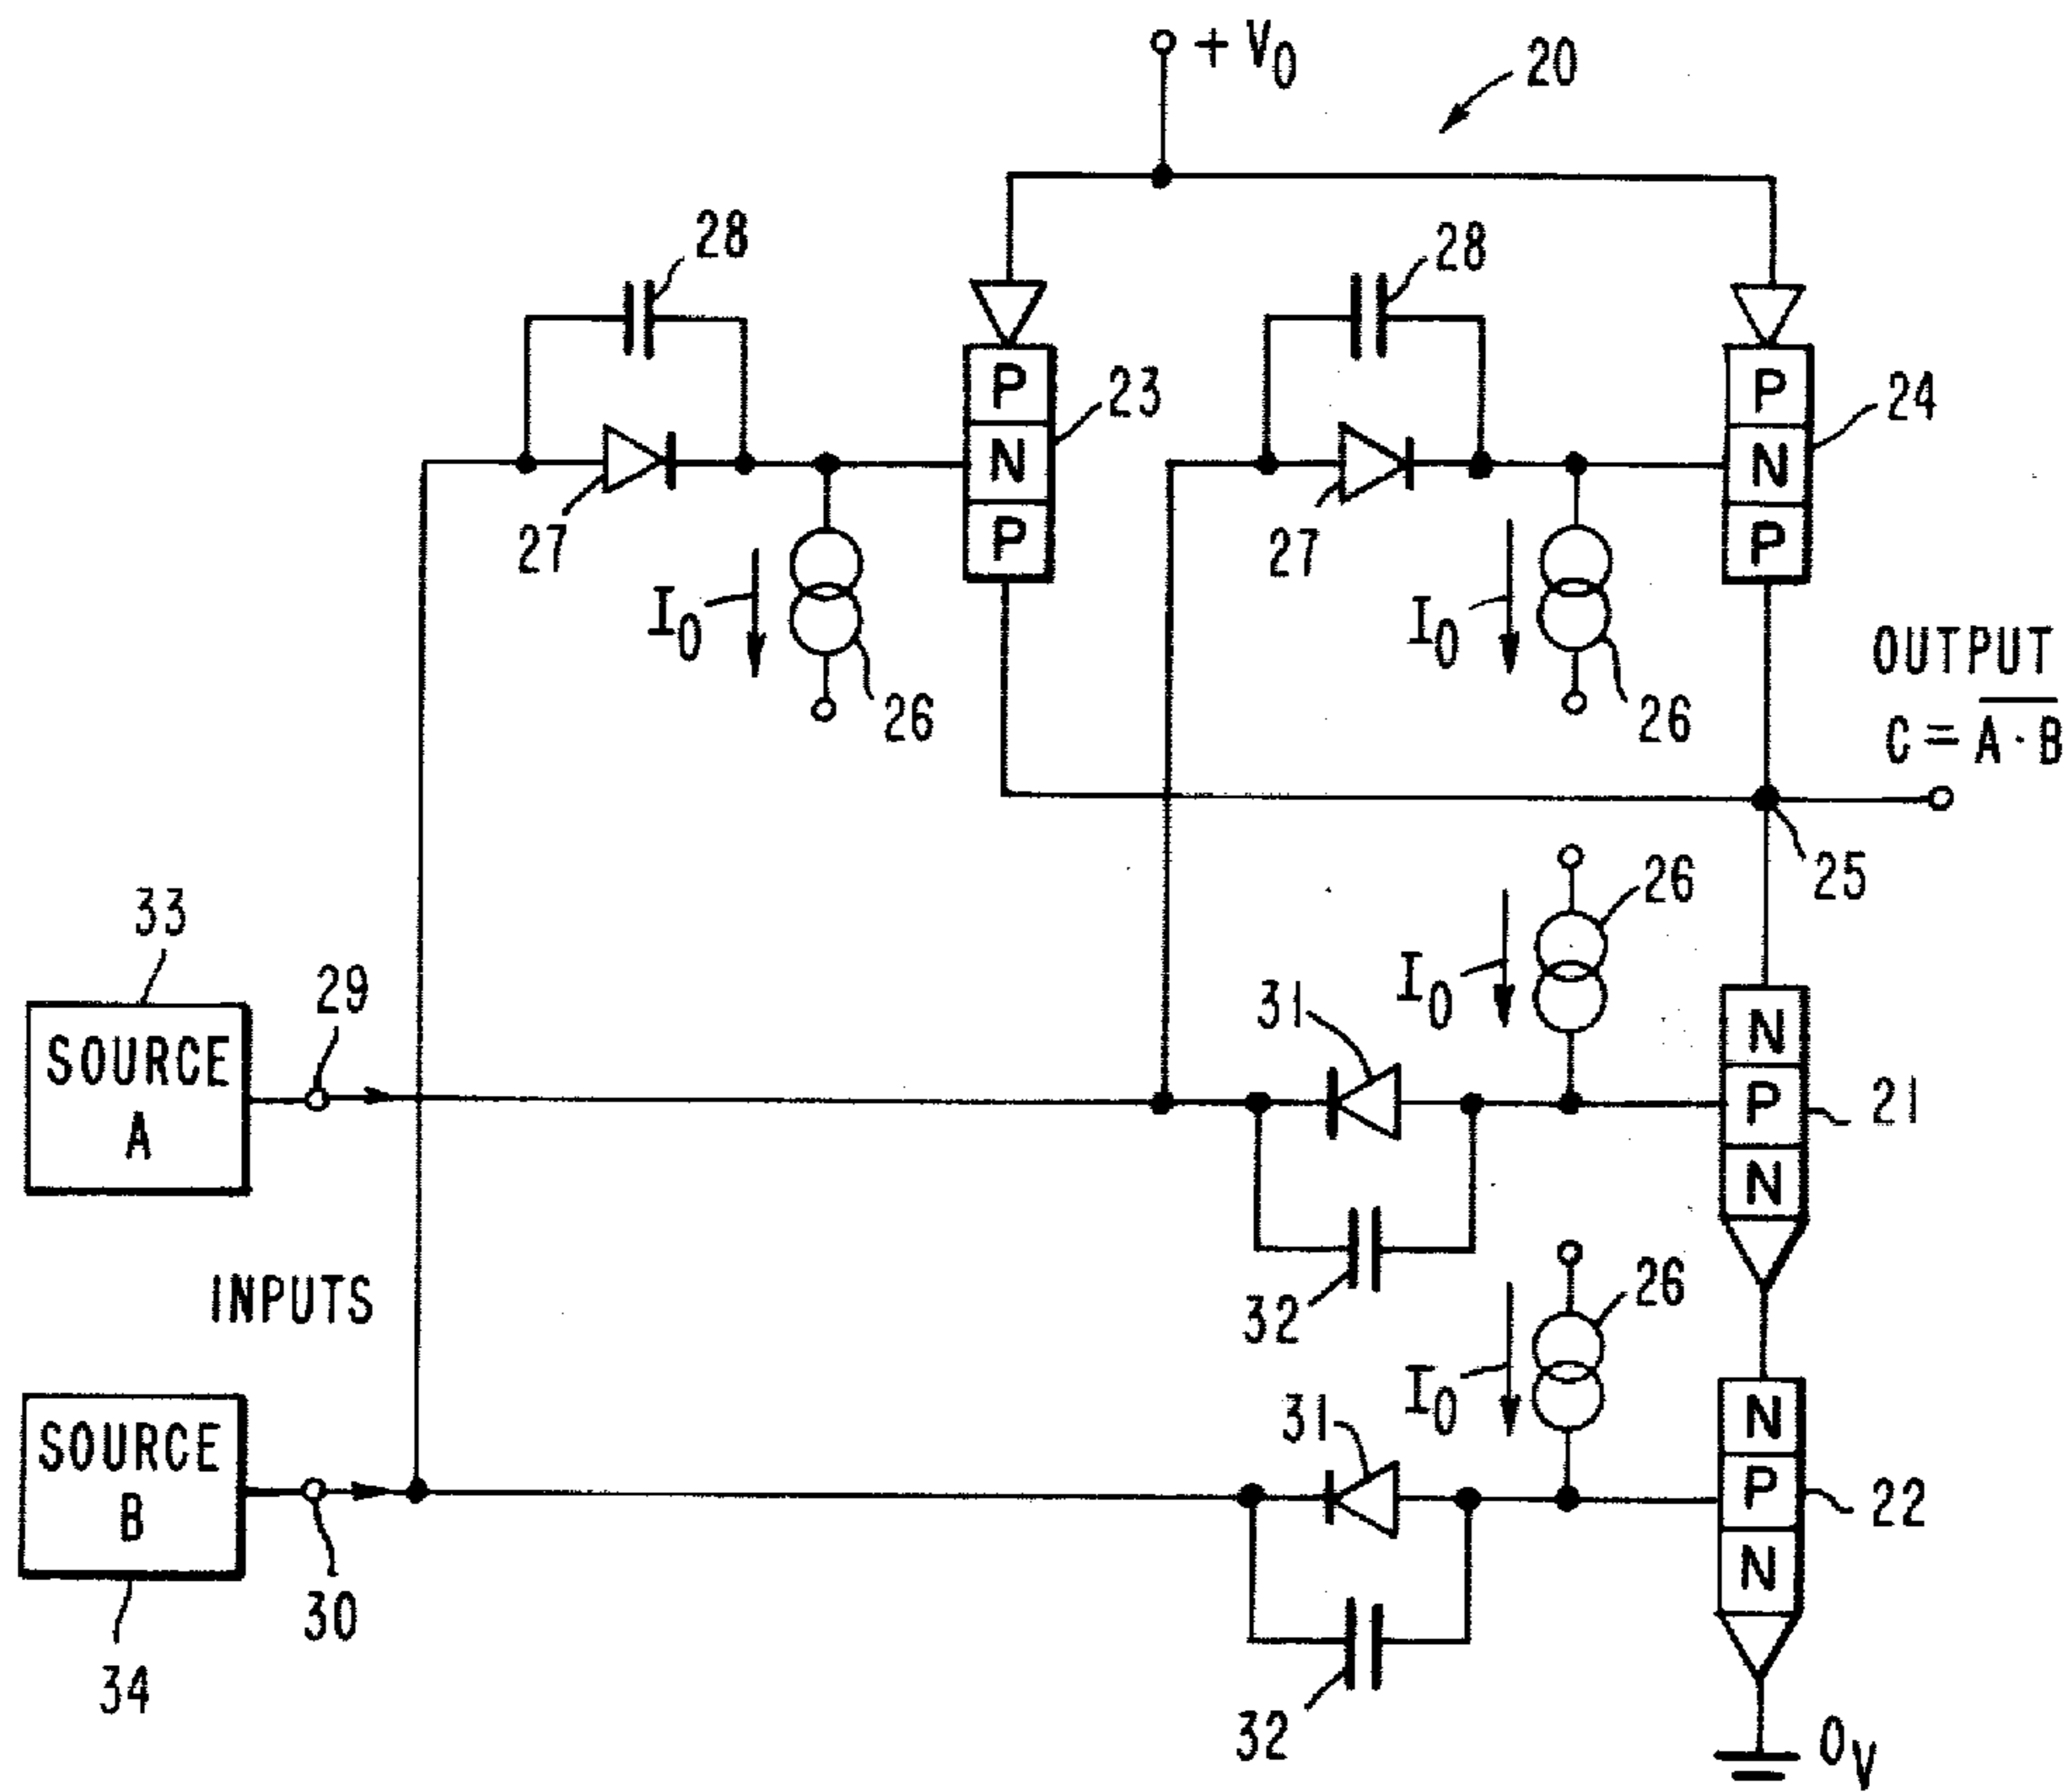 + V0
20
28
28
P
N
P
23
P
N
P
24
27
27
I0
26
I0
26
OUTPUT
C = A · B
25
33
29
SOURCE
A
31
I0
26
N
P
N
21
32
INPUTS
SOURCE
B
30
34
31
I0
26
N
P
N
22
32
0V